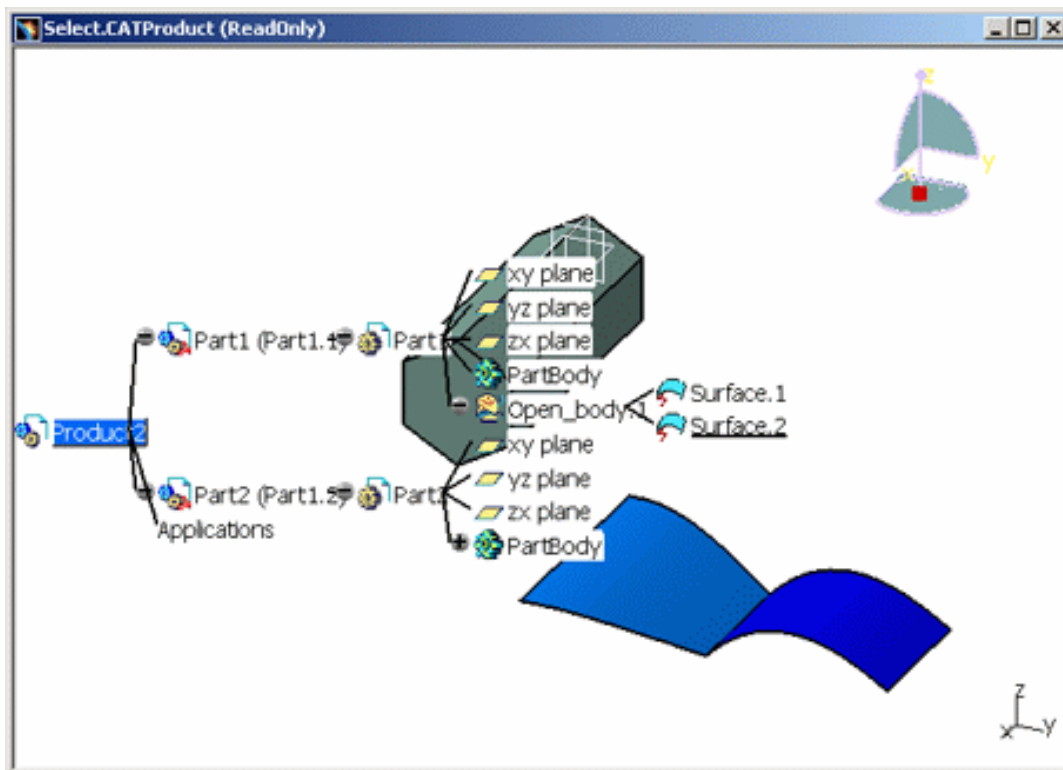 Select.CATProduct (ReadOnly)
z
y
x
xy plane
yz plane
Part1 (Part1.1)
zx plane
PartBody
Surface.1
Open_body.1
Surface.2
Product2
xy plane
yz plane
Part2 (Part1.2)
zx plane
Applications
PartBody
z
x
y